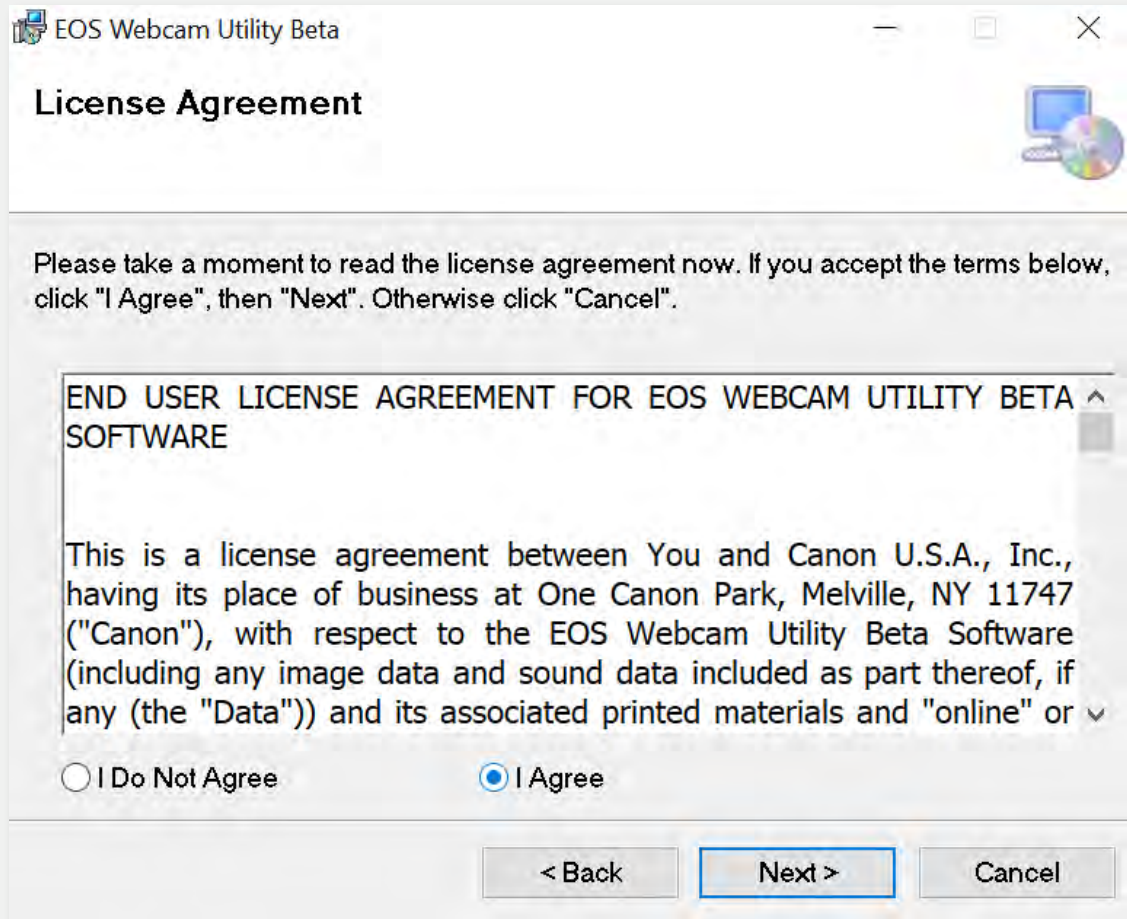 EOS Webcam Utility Beta
License Agreement
Please take a moment to read the license agreement now. If you accept the terms below,
click "I Agree", then "Next". Otherwise click "Cancel".
END USER LICENSE AGREEMENT FOR EOS WEBCAM UTILITY BETA
SOFTWARE
This is a license agreement between You and Canon U.S.A., Inc.,
having its place of business at One Canon Park, Melville, NY 11747
("Canon"), with respect to the EOS Webcam Utility Beta Software
(including any image data and sound data included as part thereof, if
any (the "Data")) and its associated printed materials and "online" or
I Do Not Agree
I Agree
< Back
Next >
Cancel